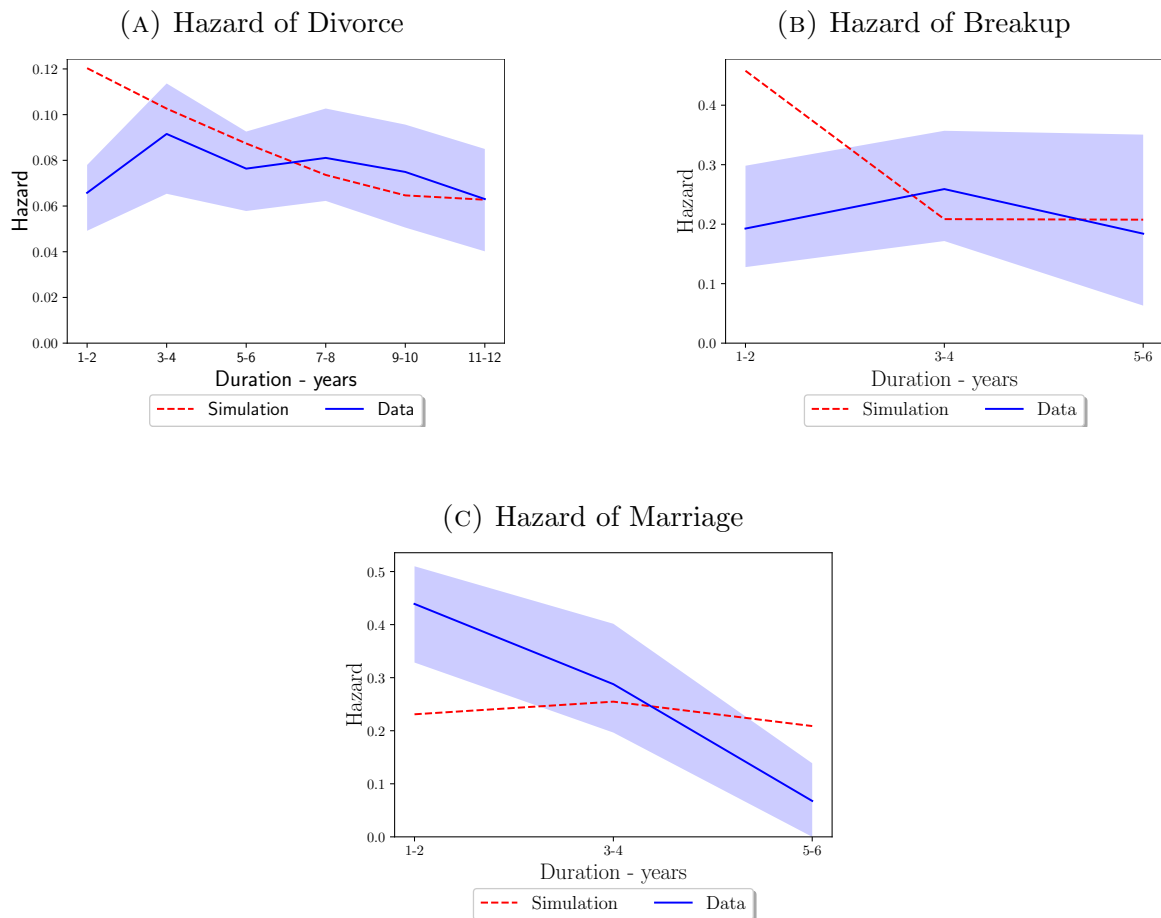 (A) Hazard of Divorce
0.12
0.10
0.08
0.06
0.04
0.02
0.00
Hazard
1-2 3-4 5-6 7-8 9-10 11-12
Duration - years
Simulation Data
(B) Hazard of Breakup
0.4
0.3
0.2
0.1
0.0
Hazard
1-2 3-4 5-6
Duration - years
Simulation Data
(C) Hazard of Marriage
0.5
0.4
0.3
0.2
0.1
0.0
Hazard
1-2 3-4 5-6
Duration - years
Simulation Data